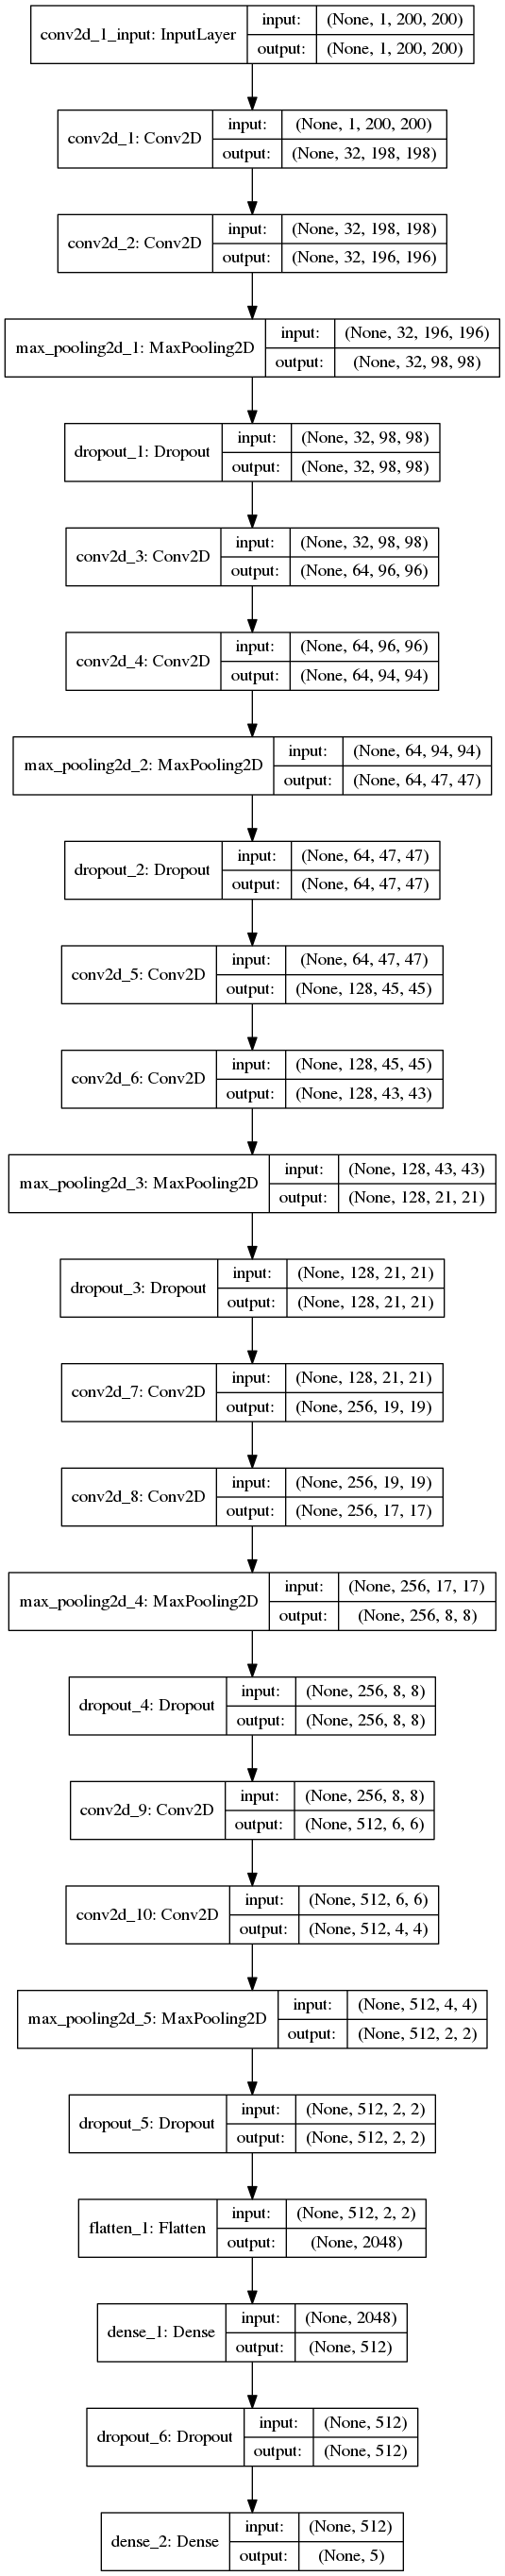 conv2d_1_input: InputLayer input: (None, 1, 200, 200)
output: (None, 1, 200, 200)
conv2d_1: Conv2D input: (None, 1, 200, 200)
output: (None, 32, 198, 198)
conv2d_2: Conv2D input: (None, 32, 198, 198)
output: (None, 32, 196, 196)
max_pooling2d_1: MaxPooling2D input: (None, 32, 196, 196)
output: (None, 32, 98, 98)
dropout_1: Dropout input: (None, 32, 98, 98)
output: (None, 32, 98, 98)
conv2d_3: Conv2D input: (None, 32, 98, 98)
output: (None, 64, 96, 96)
conv2d_4: Conv2D input: (None, 64, 96, 96)
output: (None, 64, 94, 94)
max_pooling2d_2: MaxPooling2D input: (None, 64, 94, 94)
output: (None, 64, 47, 47)
dropout_2: Dropout input: (None, 64, 47, 47)
output: (None, 64, 47, 47)
conv2d_5: Conv2D input: (None, 64, 47, 47)
output: (None, 128, 45, 45)
conv2d_6: Conv2D input: (None, 128, 45, 45)
output: (None, 128, 43, 43)
max_pooling2d_3: MaxPooling2D input: (None, 128, 43, 43)
output: (None, 128, 21, 21)
dropout_3: Dropout input: (None, 128, 21, 21)
output: (None, 128, 21, 21)
conv2d_7: Conv2D input: (None, 128, 21, 21)
output: (None, 256, 19, 19)
conv2d_8: Conv2D input: (None, 256, 19, 19)
output: (None, 256, 17, 17)
max_pooling2d_4: MaxPooling2D input: (None, 256, 17, 17)
output: (None, 256, 8, 8)
dropout_4: Dropout input: (None, 256, 8, 8)
output: (None, 256, 8, 8)
conv2d_9: Conv2D input: (None, 256, 8, 8)
output: (None, 512, 6, 6)
conv2d_10: Conv2D input: (None, 512, 6, 6)
output: (None, 512, 4, 4)
max_pooling2d_5: MaxPooling2D input: (None, 512, 4, 4)
output: (None, 512, 2, 2)
dropout_5: Dropout input: (None, 512, 2, 2)
output: (None, 512, 2, 2)
flatten_1: Flatten input: (None, 512, 2, 2)
output: (None, 2048)
dense_1: Dense input: (None, 2048)
output: (None, 512)
dropout_6: Dropout input: (None, 512)
output: (None, 512)
dense_2: Dense input: (None, 512)
output: (None, 5)